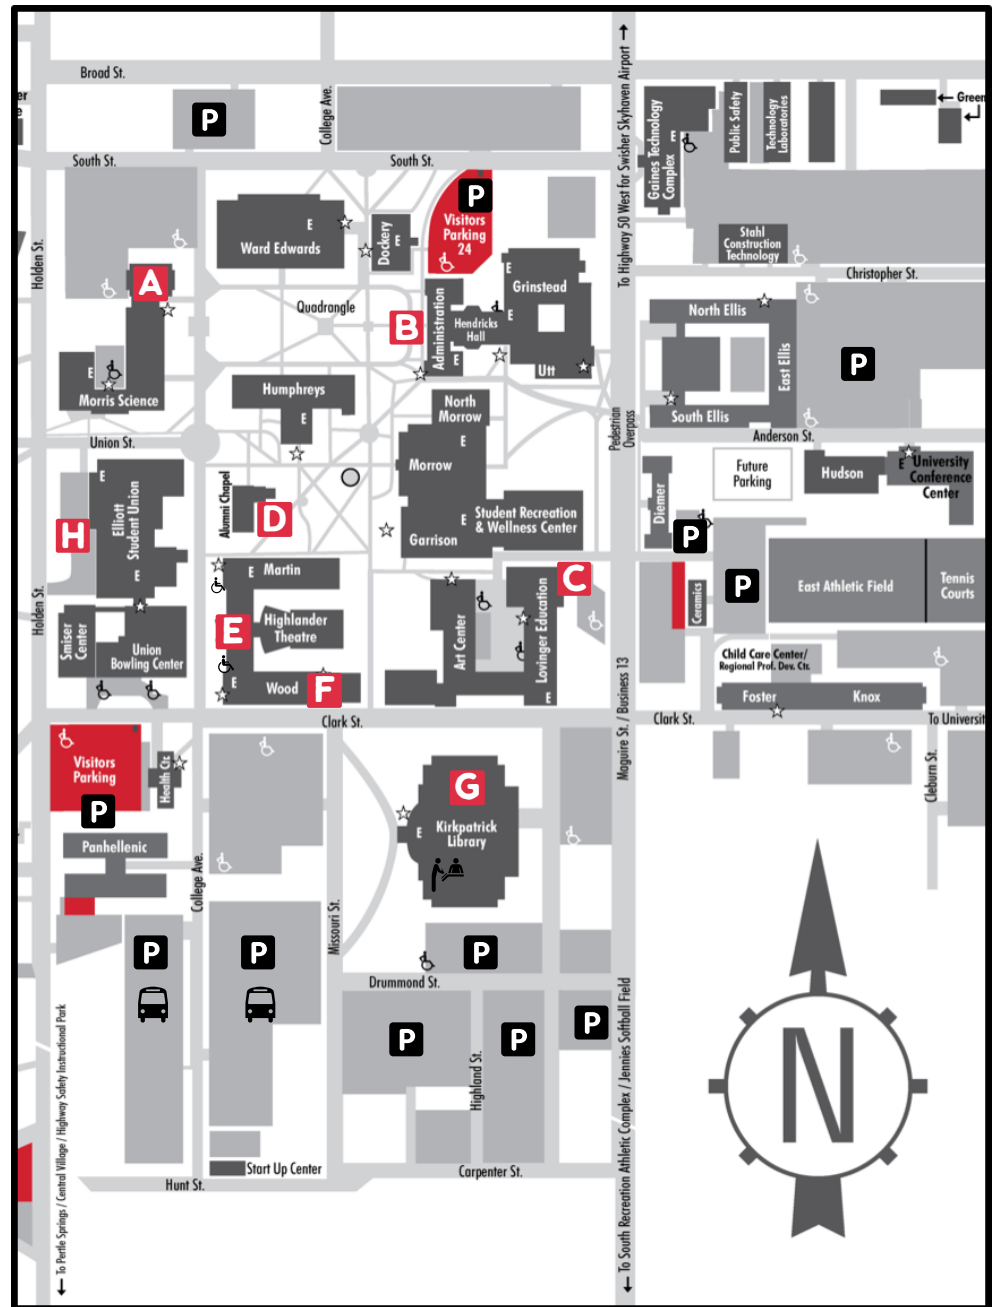 Broad St.
er
e
P
College Ave.
To Highway 50 West for Swisher Skyhaven Airport
Gaines Technology
Complex
E
Public Safety
Technology
Laboratories
Green
South St.
South St.
P
Visitors
Parking
24
Ward Edwards
E
Dockery
E
Stahl
Construction
Technology
Holden St.
Christopher St.
A
Quadrangle
B
Administration
E
Hendricks
Hall
E
Grinstead
E
Utt
North Ellis
East Ellis
South Ellis
P
E
Morris Science
Humphreys
E
North
Morrow
E
Morrow
Pedestrian
Overpass
Anderson St.
Union St.
E
Elliott
Student Union
E
H
Alumni Chapel
D
E
Student Recreation
& Wellness Center
Garrison
Diemer
Future
Parking
Hudson
E
University
Conference
Center
P
P
East Athletic Field
Tennis
Courts
Ceramics
Holden St.
E
Martin
E
Highlander
Theatre
E
Wood
F
C
Art Center
Lovinger Education
E
Smiser
Center
Union
Bowling Center
Child Care Center/
Regional Prof. Dev. Ctr.
Foster
Knox
Clark St.
Clark St.
To Universit
Maguire St. / Business 13
Cleburn St.
Visitors
Parking
P
Health Ctr.
Panhellenic
College Ave.
G
E
Kirkpatrick
Library
Missouri St.
P
P
P
Drummond St.
P
P
P
Highland St.
N
Start Up Center
Hunt St.
Carpenter St.
To Pertle Springs / Central Village / Highway Safety Instructional Park
To South Recreation Athletic Complex / Jennies Softball Field